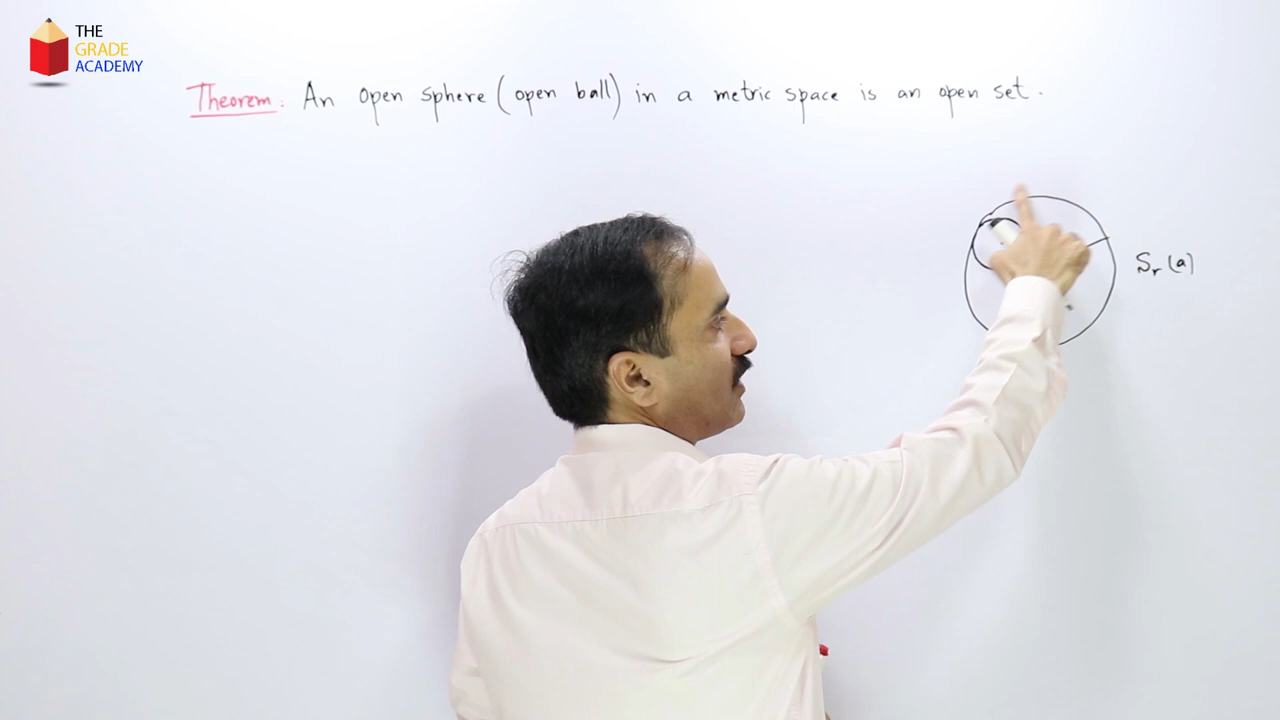 THE
GRADE
ACADEMY
Theorem: An open sphere (open ball) in a metric space is an open set.
Sr (a)